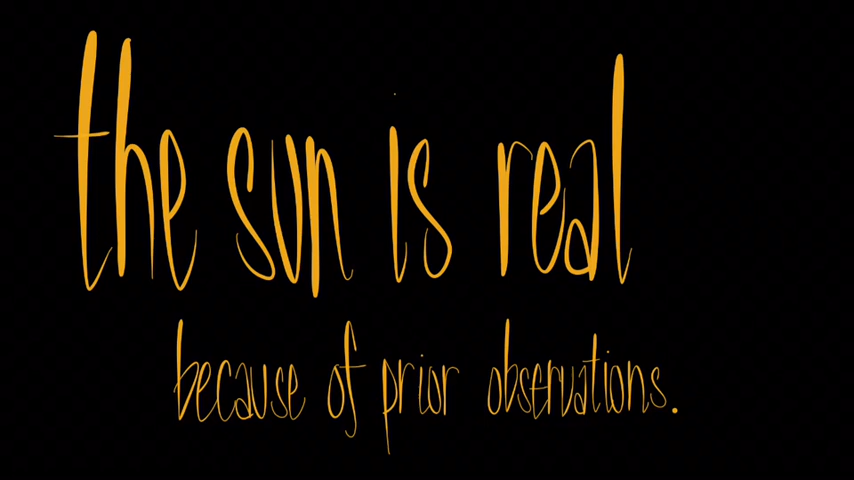 the sun is real
because of prior observations.